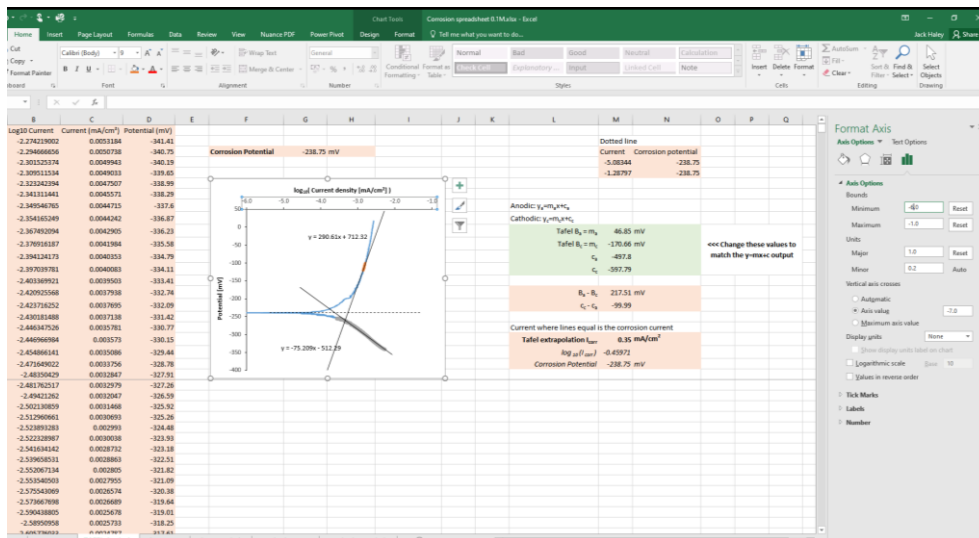 Chart Tools Corrosion spreadsheet 0.1M.xlsx - Excel
Home Insert Page Layout Formulas Data Review View Nuance PDF Power Pivot Design Format Tell me what you want to do... Jack Haley Share
Cut
Copy
Format Painter
Calibri (Body) 9
Wrap Text
Merge & Center
General
Conditional Formatting
Format as Table
Normal Bad Good Neutral Calculation
Check Cell Explanatory ... Input Linked Cell Note
Insert Delete Format
AutoSum
Fill
Clear
Sort & Filter
Find & Select
Select Objects
Font Alignment Number Styles Cells Editing Drawing
B C D E F G H I J K L M N O P Q
Log10 Current Current (mA/cm²) Potential (mV)
-2.274219002 0.0053184 -341.41
-2.294666656 0.0050738 -340.75
-2.301525374 0.0049943 -340.19
-2.309511534 0.0049033 -339.65
-2.323242394 0.0047507 -338.99
-2.341311441 0.0045571 -338.29
-2.349546765 0.0044715 -337.6
-2.354165249 0.0044242 -336.87
-2.367492094 0.0042905 -336.23
-2.376916187 0.0041984 -335.58
-2.394124173 0.0040353 -334.79
-2.397039781 0.0040083 -334.11
-2.403369921 0.0039503 -333.41
-2.420925568 0.0037938 -332.74
-2.423716252 0.0037695 -332.09
-2.430181488 0.0037138 -331.42
-2.446347526 0.0035781 -330.77
-2.446966984 0.003573 -330.15
-2.454866141 0.0035086 -329.44
-2.471649022 0.0033756 -328.78
-2.48350429 0.0032847 -327.91
-2.481762517 0.0032979 -327.26
-2.49421262 0.0032047 -326.59
-2.502130859 0.0031468 -325.92
-2.512960661 0.0030693 -325.26
-2.523893283 0.002993 -324.48
-2.522328987 0.0030038 -323.93
-2.541634142 0.0028732 -323.18
-2.539658531 0.0028863 -322.51
-2.552067134 0.002805 -321.82
-2.553540503 0.0027955 -321.09
-2.575543069 0.0026574 -320.38
-2.573667698 0.0026689 -319.64
-2.590438805 0.0025678 -319.01
-2.58950958 0.0025733 -318.25
Corrosion Potential -238.75 mV
log₁₀( Current density [mA/cm²] )
-6.0 -5.0 -4.0 -3.0 -2.0 -1.0
50
0
-50
-100
-150
-200
-250
-300
-350
-400
Potential [mV]
y = 290.61x + 712.32
y = -75.209x - 512.29
Dotted line
Current Corrosion potential
-5.08344 -238.75
-1.28797 -238.75
Anodic: yₐ=mₐx+cₐ
Cathodic: y꜀=m꜀x+c꜀
Tafel Bₐ = mₐ 46.85 mV
Tafel B꜀ = m꜀ -170.66 mV
cₐ -497.8
c꜀ -597.79
<<< Change these values to
match the y=mx+c output
Bₐ - B꜀ 217.51 mV
c꜀ - cₐ -99.99
Current where lines equal is the corrosion current
Tafel extrapolation i꜀ₒᵣᵣ 0.35 mA/cm²
log ₁₀(i꜀ₒᵣᵣ) -0.45971
Corrosion Potential -238.75 mV
Format Axis
Axis Options Text Options
Axis Options
Bounds
Minimum -6.0 Reset
Maximum -1.0 Reset
Units
Major 1.0 Reset
Minor 0.2 Auto
Vertical axis crosses
Automatic
Axis value -7.0
Maximum axis value
Display units None
Show display units label on chart
Logarithmic scale Base 10
Values in reverse order
Tick Marks
Labels
Number